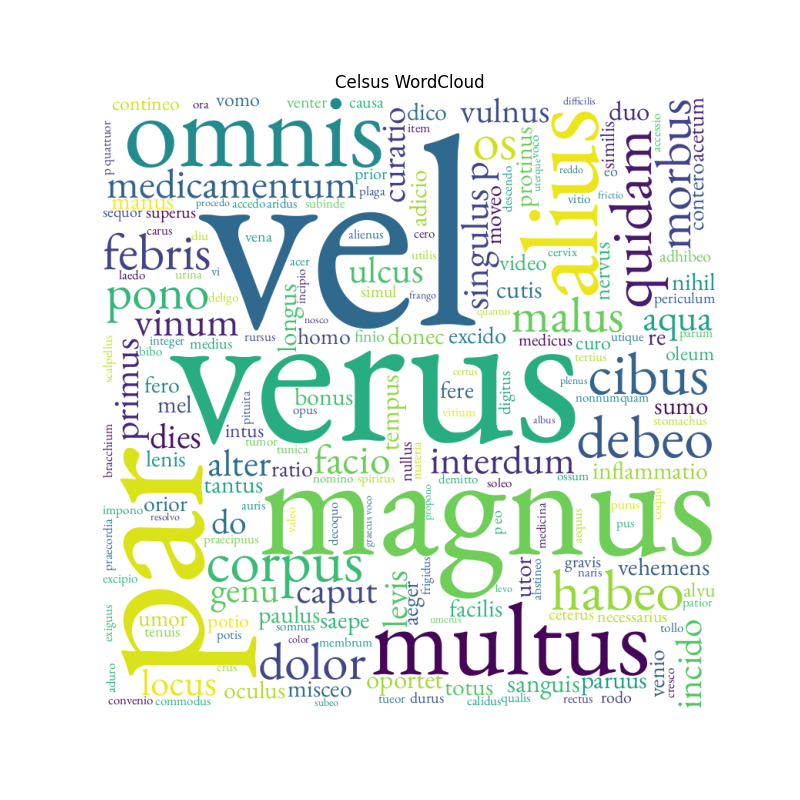 Celsus WordCloud
contineo ora vomo venter causa dico vulnus difficilis duo
omnis curatio item os protinus uterque voco alius similis quidam morbus accessio acetum
p quattuor medicamentum prior plaga adicio singulus p moveo descendo reddo eo
manus vitio frictio contero
sequor superus procedo accedo aridus subinde vel
carus diu vena alienus cero utilis cervix nervus adhibeo
febris laedo urina vi acer incipio ulcus video nihil
pono deligo longus simul frango cutis periculum
vinum rursus nosco quantus malus aqua parum
integer medius homo finio donec excido medicus curo utique re
scalpellus bibo verus certus tertius oleum
primus fero pituita bonus tempus fere digitus plenus cibus
mel opus vitium albus nonnumquam sumo
dies intus tumor tunica nullus materia stomachus
bracchium debeo
lenis alter ratio facio interdum inflammatio
tantus nomino spiritus demitto soleo ossum
impono orior auris magnus purus coquo
resolvo do praecipuus valeo decoquo graecus voco propono p eo medicina aequus pus
praecordia corpus gravis vehemens
excipio frigidus utor abstineo naris
genu caput levis aeger levo habeo alvu
exiguus umor potio paulus saepe facilis ceterus necessarius patior
tenuis potis somnus umerus tollo
color membrum multus incido
aduro crus dolor venio
locus oculus misceo oportet totus sanguis paruus cresco
convenio commodus subeo tueor durus calidus qualis rectus rodo